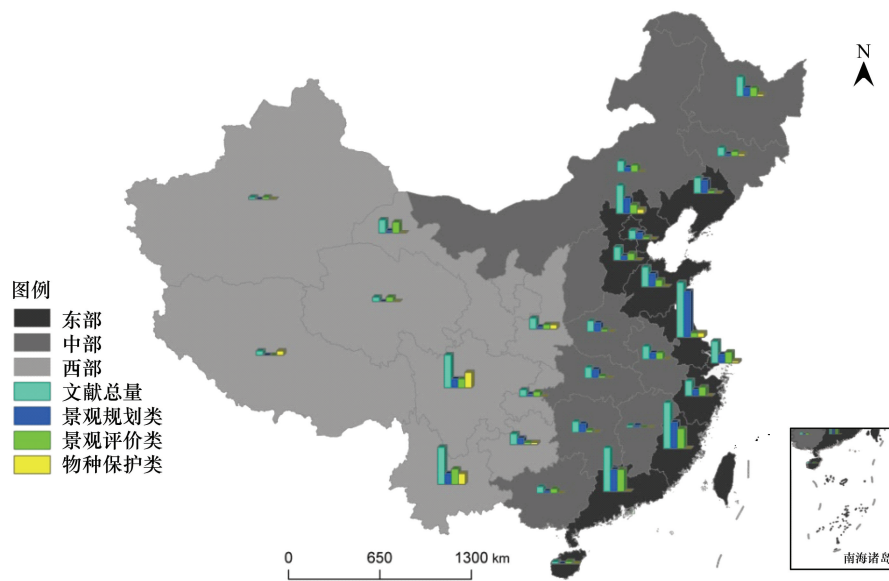 N
图例
东部
中部
西部
文献总量
景观规划类
景观评价类
物种保护类
0 650 1300 km
南海诸岛